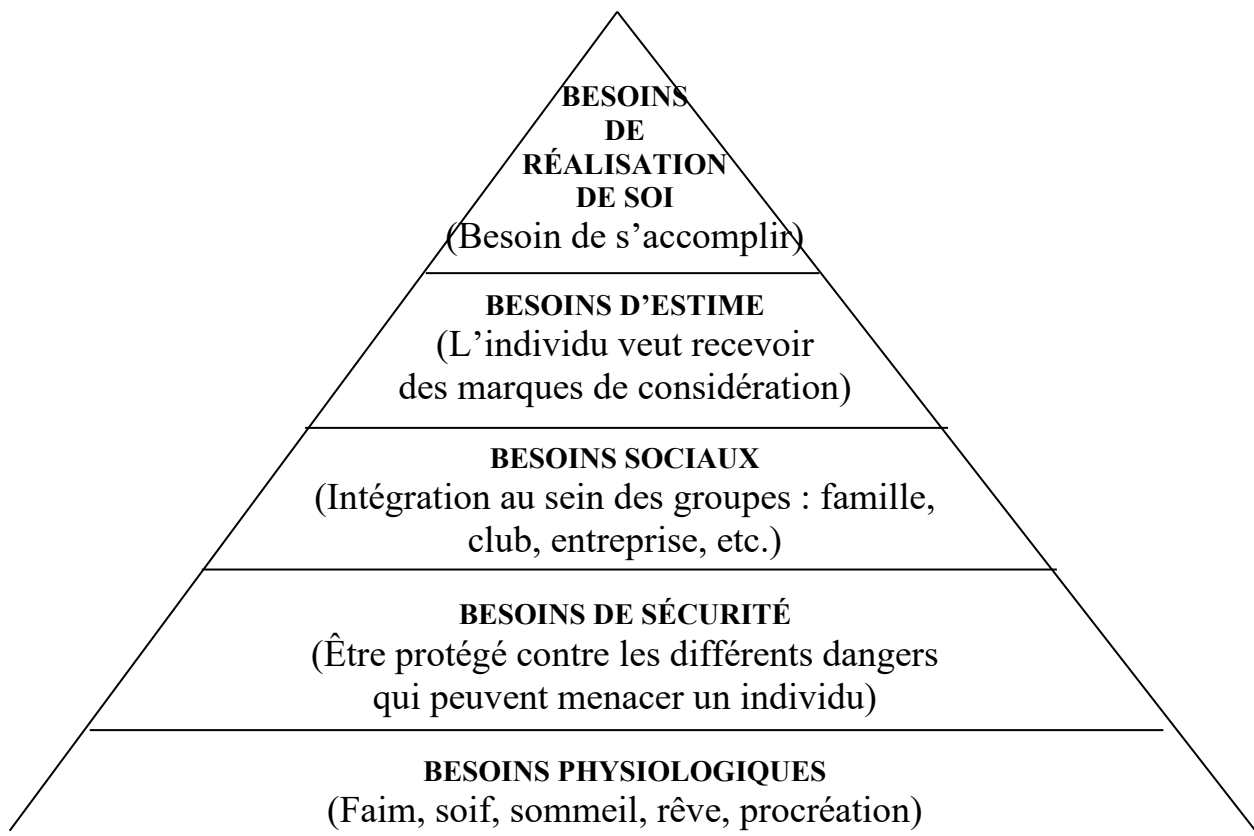 BESOINS
DE
RÉALISATION
DE SOI
(Besoin de s’accomplir)
BESOINS D’ESTIME
(L’individu veut recevoir
des marques de considération)
BESOINS SOCIAUX
(Intégration au sein des groupes : famille,
club, entreprise, etc.)
BESOINS DE SÉCURITÉ
(Être protégé contre les différents dangers
qui peuvent menacer un individu)
BESOINS PHYSIOLOGIQUES
(Faim, soif, sommeil, rêve, procréation)